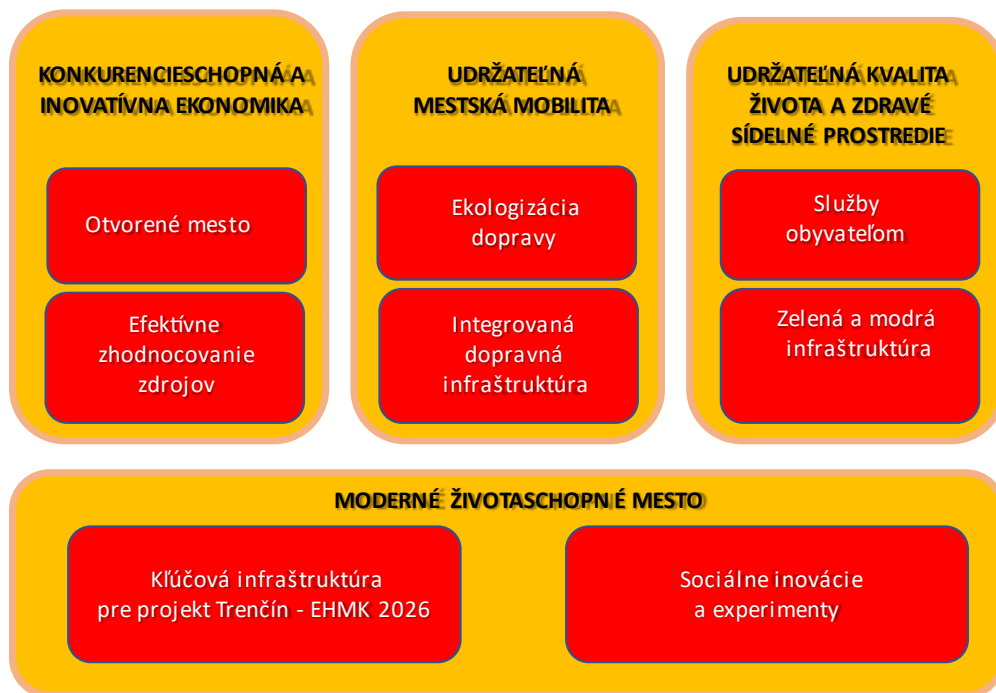 KONKURENCIESCHOPNÁ A
INOVATÍVNA EKONOMIKA
Otvorené mesto
Efektívne
zhodnocovanie
zdrojov
UDRŽATEĽNÁ
MESTSKÁ MOBILITA
Ekologizácia
dopravy
Integrovaná
dopravná
infraštruktúra
UDRŽATEĽNÁ KVALITA
ŽIVOTA A ZDRAVÉ
SÍDELNÉ PROSTREDIE
Služby
obyvateľom
Zelená a modrá
infraštruktúra
MODERNÉ ŽIVOTASCHOPNÉ MESTO
Kľúčová infraštruktúra
pre projekt Trenčín - EHMK 2026
Sociálne inovácie
a experimenty